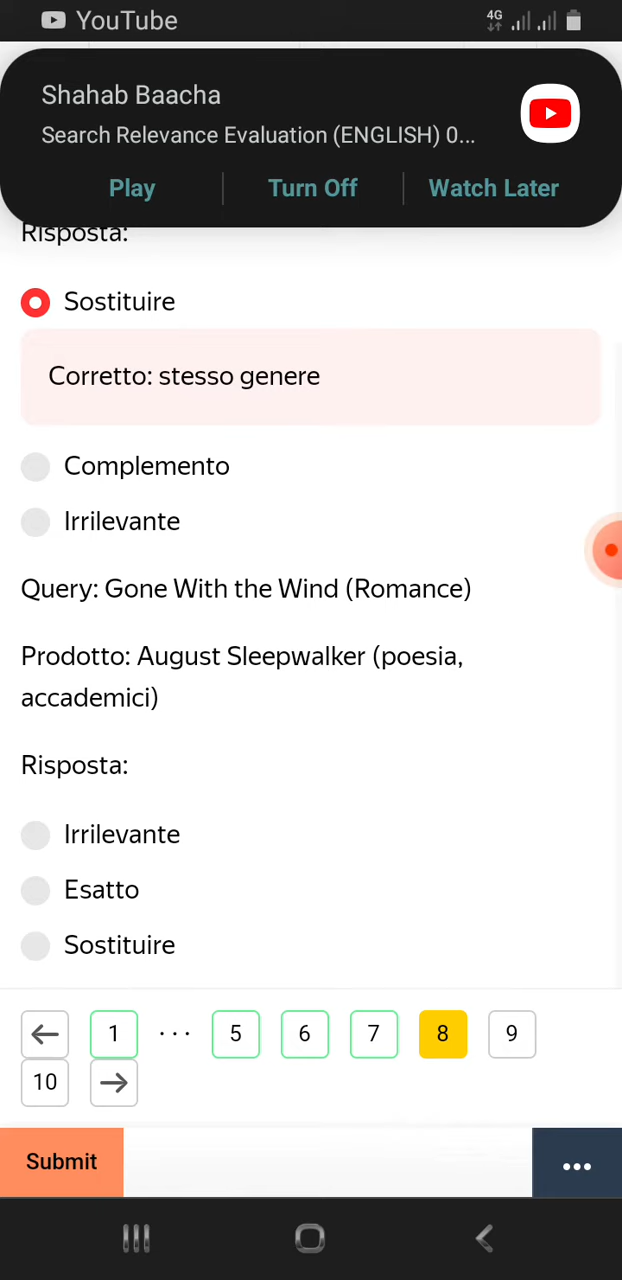 YouTube
4G
Shahab Baacha
Search Relevance Evaluation (ENGLISH) 0...
Play
Turn Off
Watch Later
Risposta:
Sostituire
Corretto: stesso genere
Complemento
Irrilevante
Query: Gone With the Wind (Romance)
Prodotto: August Sleepwalker (poesia,
accademici)
Risposta:
Irrilevante
Esatto
Sostituire
1 ... 5 6 7 8 9
10
Submit